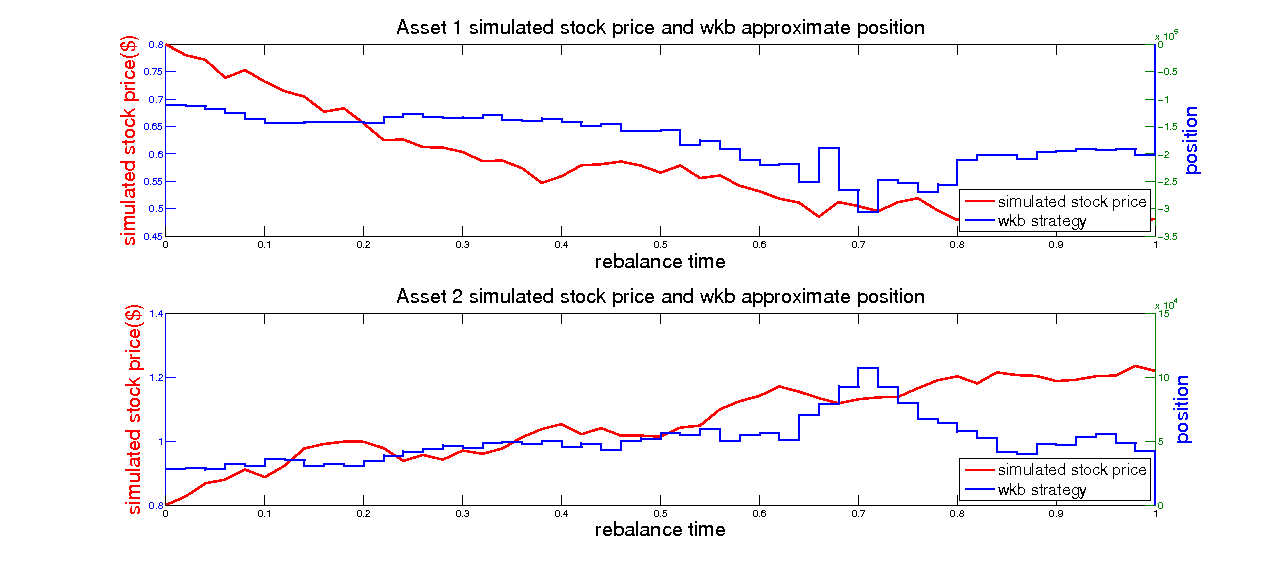 Asset 1 simulated stock price and wkb approximate position
simulated stock price($)
0.8
0.75
0.7
0.65
0.6
0.55
0.5
0.45
x 10^5
0
-0.5
-1
-1.5
-2
-2.5
-3
-3.5
position
simulated stock price
wkb strategy
0 0.1 0.2 0.3 0.4 0.5 0.6 0.7 0.8 0.9 1
rebalance time
Asset 2 simulated stock price and wkb approximate position
simulated stock price($)
1.4
1.2
1
0.8
x 10^4
15
10
5
0
position
simulated stock price
wkb strategy
0 0.1 0.2 0.3 0.4 0.5 0.6 0.7 0.8 0.9 1
rebalance time